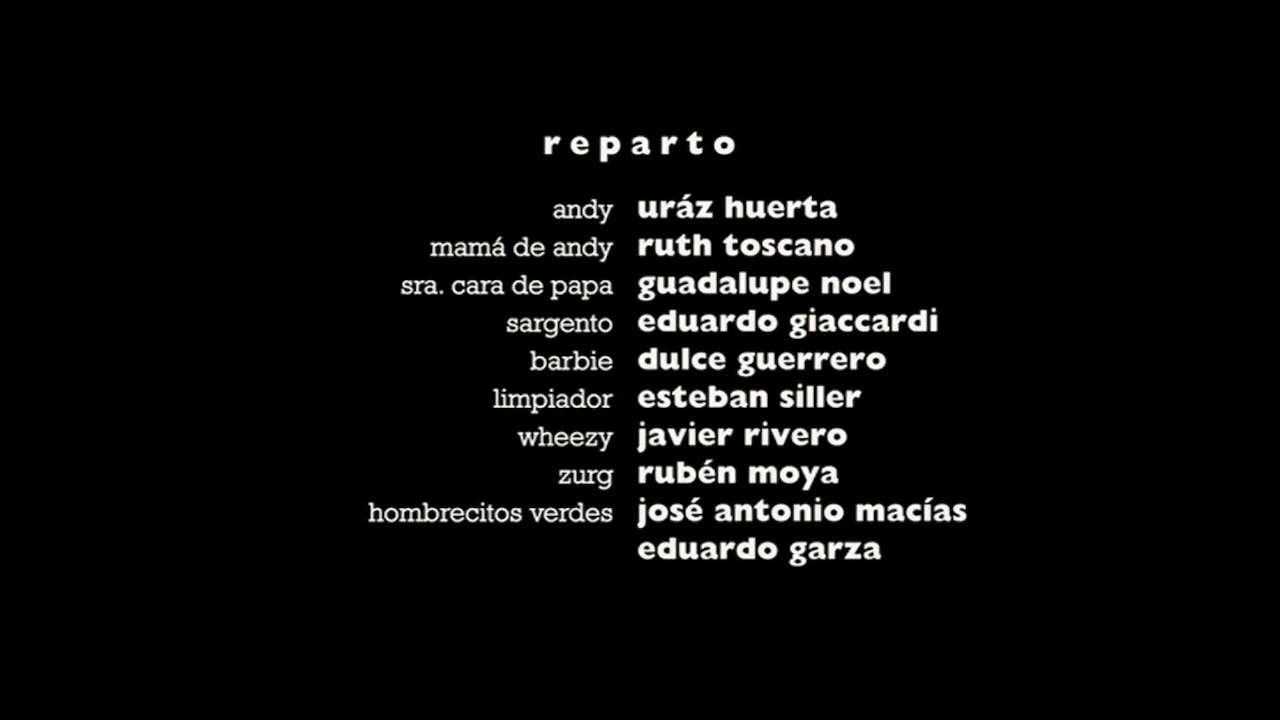 reparto
andy uráz huerta
mamá de andy ruth toscano
sra. cara de papa guadalupe noel
sargento eduardo giaccardi
barbie dulce guerrero
limpiador esteban siller
wheezy javier rivero
zurg rubén moya
hombrecitos verdes josé antonio macías
eduardo garza